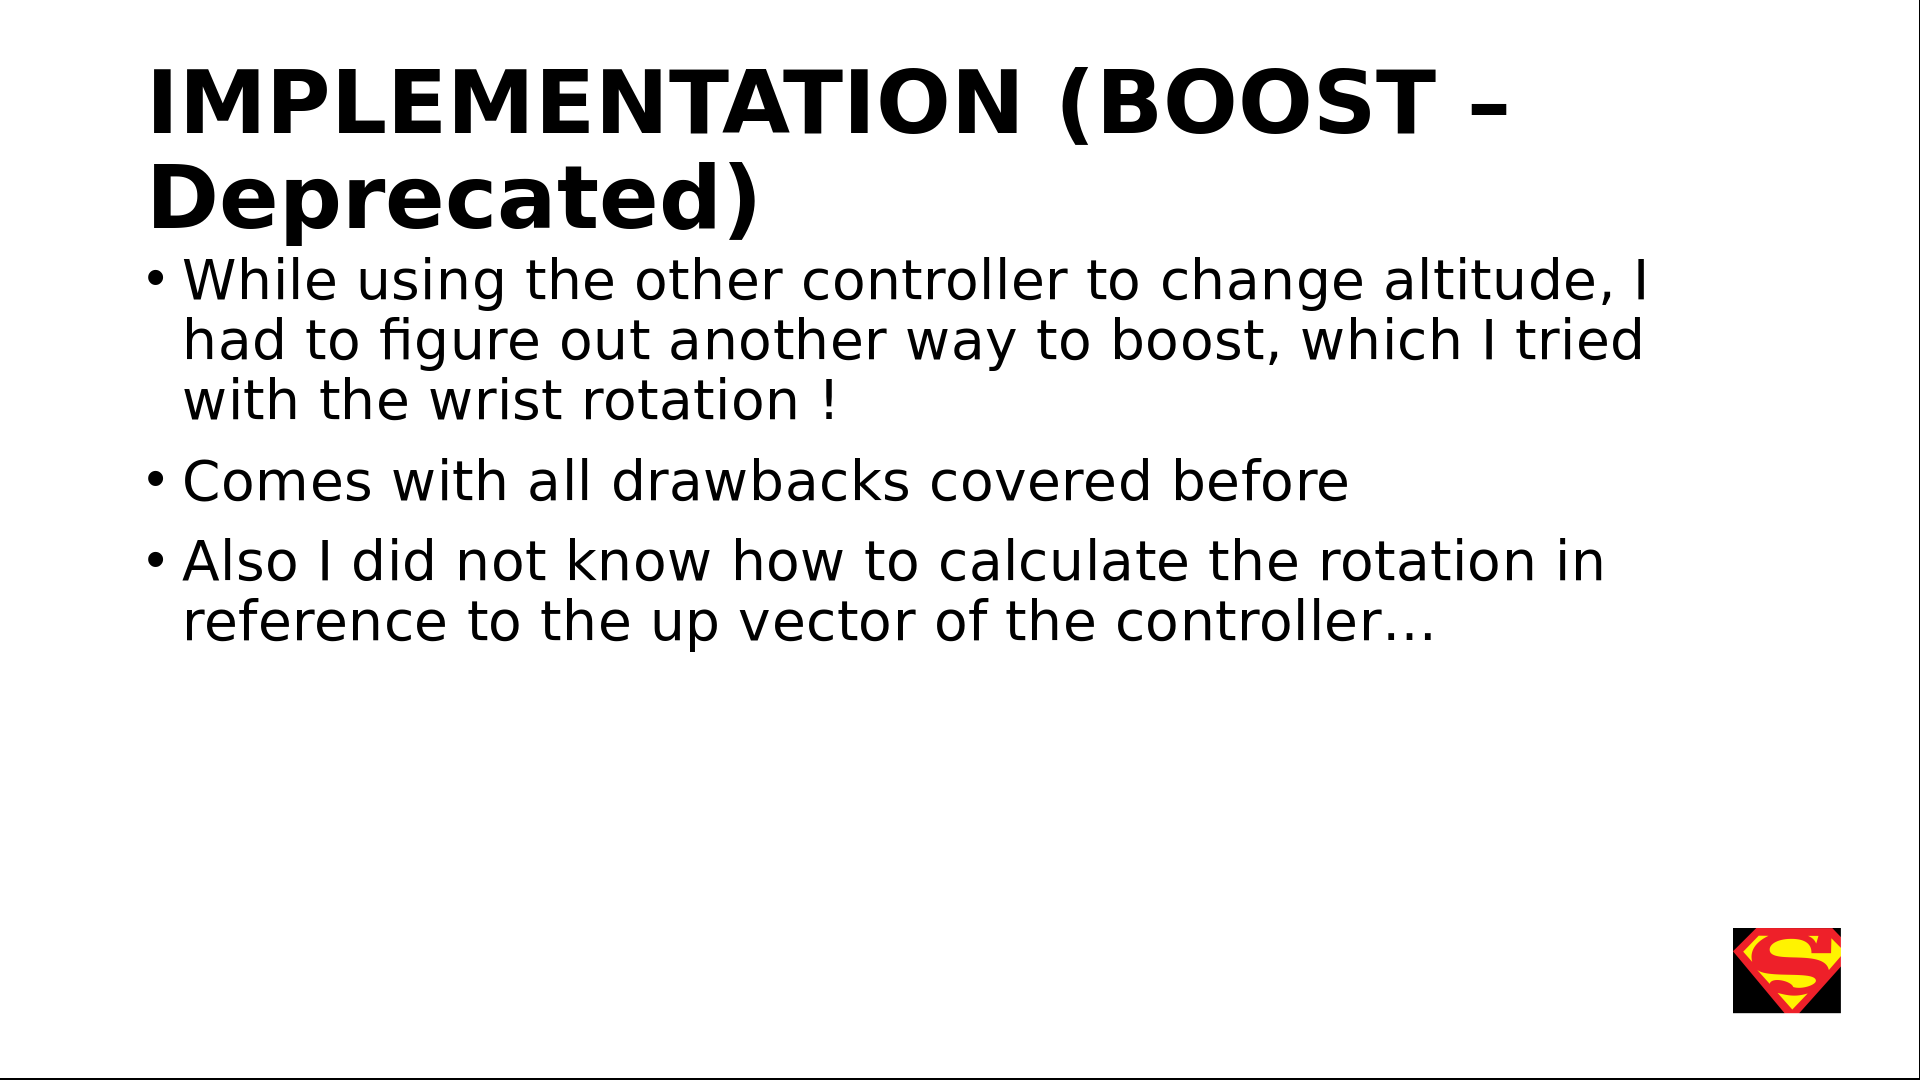 IMPLEMENTATION (BOOST –
Deprecated)
• While using the other controller to change altitude, I
had to figure out another way to boost, which I tried
with the wrist rotation !
• Comes with all drawbacks covered before
• Also I did not know how to calculate the rotation in
reference to the up vector of the controller…
S